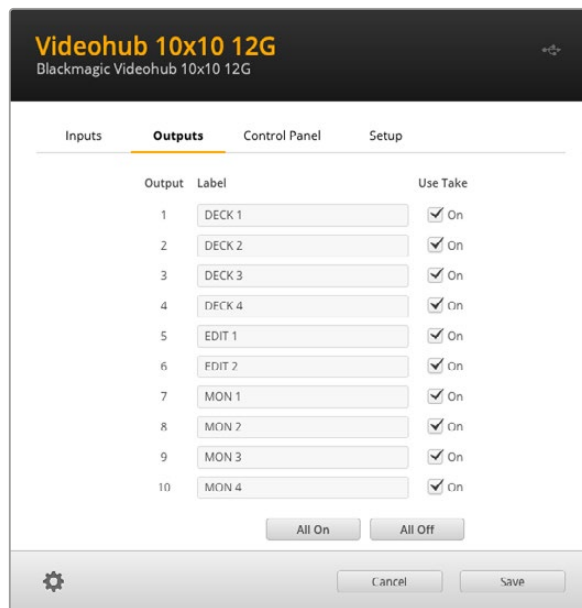 Videohub 10x10 12G
Blackmagic Videohub 10x10 12G
Inputs Outputs Control Panel Setup
Output Label Use Take
1 DECK 1 On
2 DECK 2 On
3 DECK 3 On
4 DECK 4 On
5 EDIT 1 On
6 EDIT 2 On
7 MON 1 On
8 MON 2 On
9 MON 3 On
10 MON 4 On
All On All Off
Cancel Save